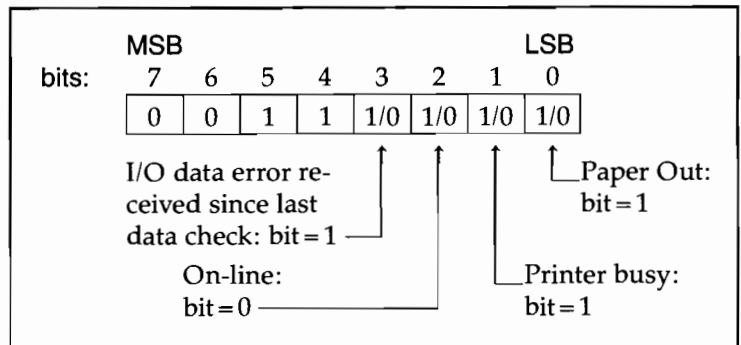 MSB LSB
bits: 7 6 5 4 3 2 1 0
0 0 1 1 1/0 1/0 1/0 1/0
I/O data error re-
ceived since last
data check: bit=1
On-line:
bit=0
Paper Out:
bit=1
Printer busy:
bit=1